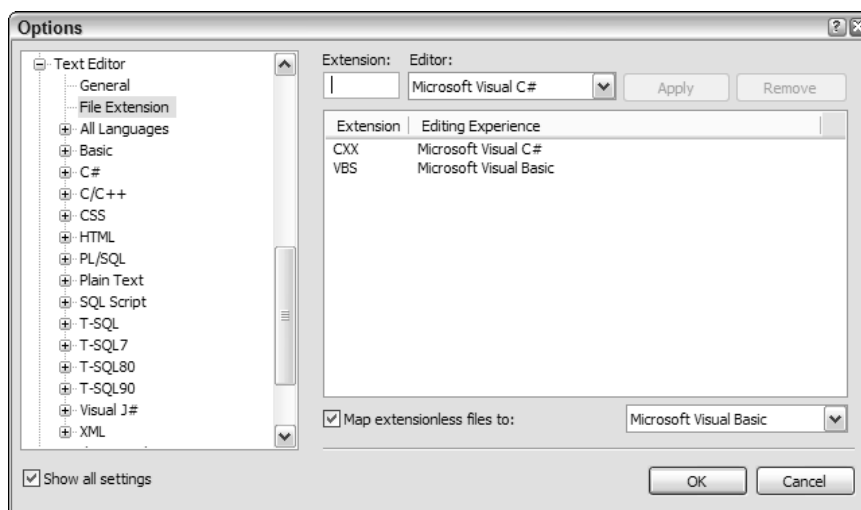 Options
Text Editor
General
File Extension
All Languages
Basic
C#
C/C++
CSS
HTML
PL/SQL
Plain Text
SQL Script
T-SQL
T-SQL7
T-SQL80
T-SQL90
Visual J#
XML
Show all settings
Extension: Editor:
Microsoft Visual C# Apply Remove
Extension Editing Experience
CXX Microsoft Visual C#
VBS Microsoft Visual Basic
Map extensionless files to: Microsoft Visual Basic
OK Cancel